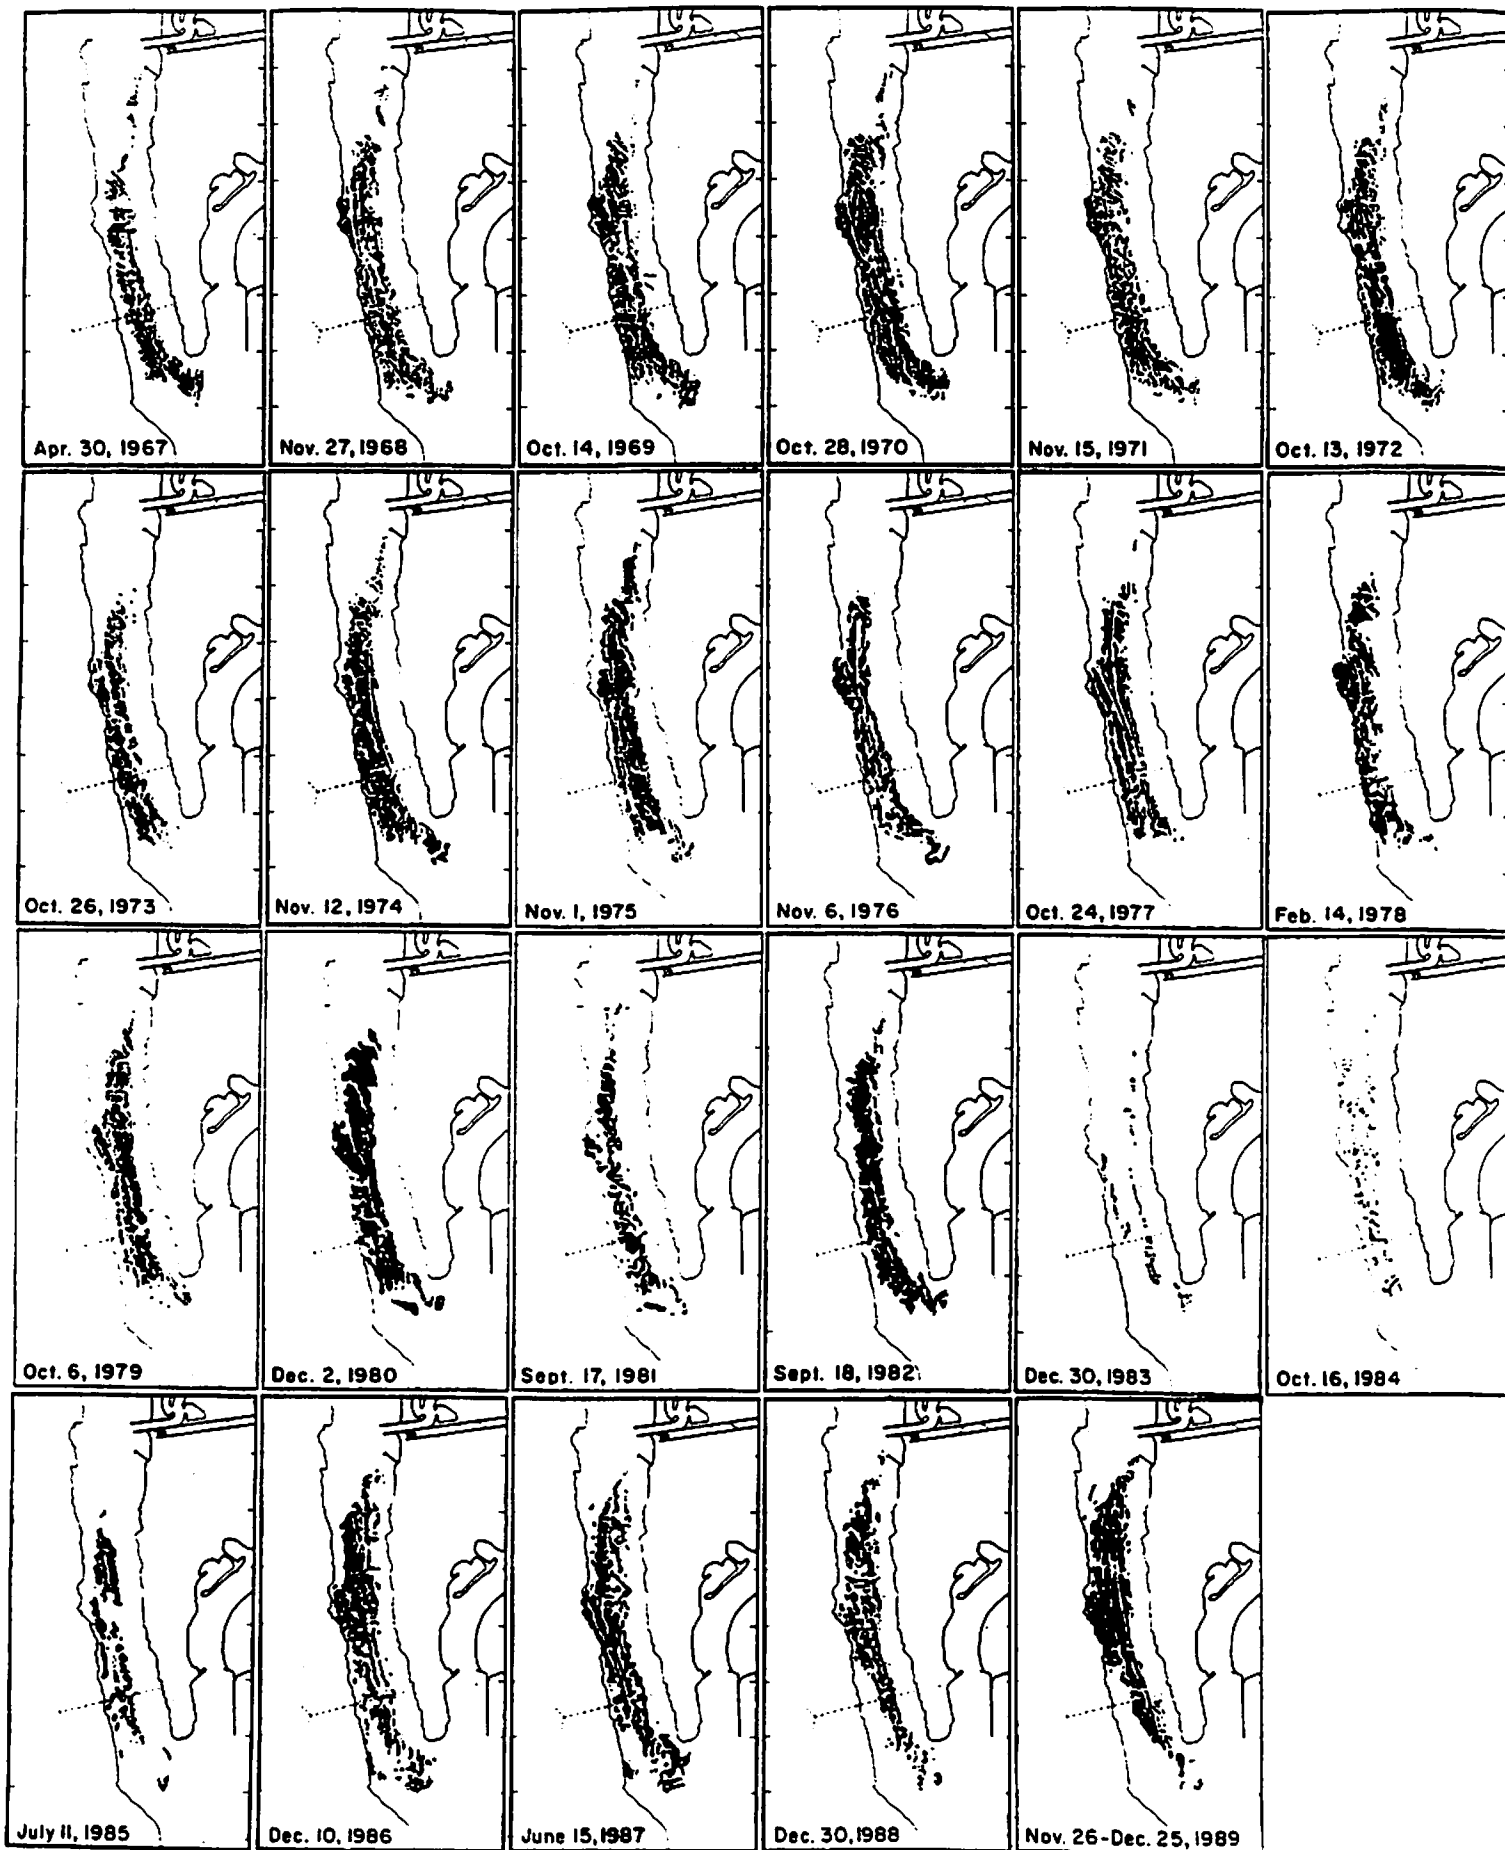 Apr. 30, 1967
Nov. 27, 1968
Oct. 14, 1969
Oct. 28, 1970
Nov. 15, 1971
Oct. 13, 1972
Oct. 26, 1973
Nov. 12, 1974
Nov. 1, 1975
Nov. 6, 1976
Oct. 24, 1977
Feb. 14, 1978
Oct. 6, 1979
Dec. 2, 1980
Sept. 17, 1981
Sept. 18, 1982
Dec. 30, 1983
Oct. 16, 1984
July 11, 1985
Dec. 10, 1986
June 15, 1987
Dec. 30, 1988
Nov. 26-Dec. 25, 1989